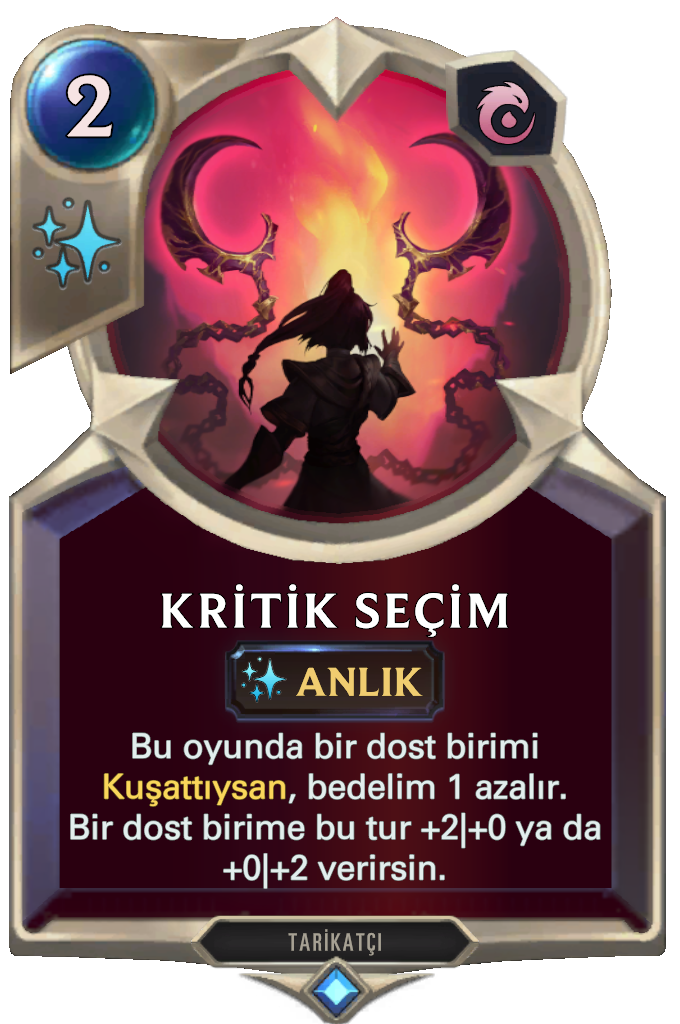 2
KRİTİK SEÇİM
ANLIK
Bu oyunda bir dost birimi
Kuşattıysan, bedelim 1 azalır.
Bir dost birime bu tur +2|+0 ya da
+0|+2 verirsin.
TARİKATÇI